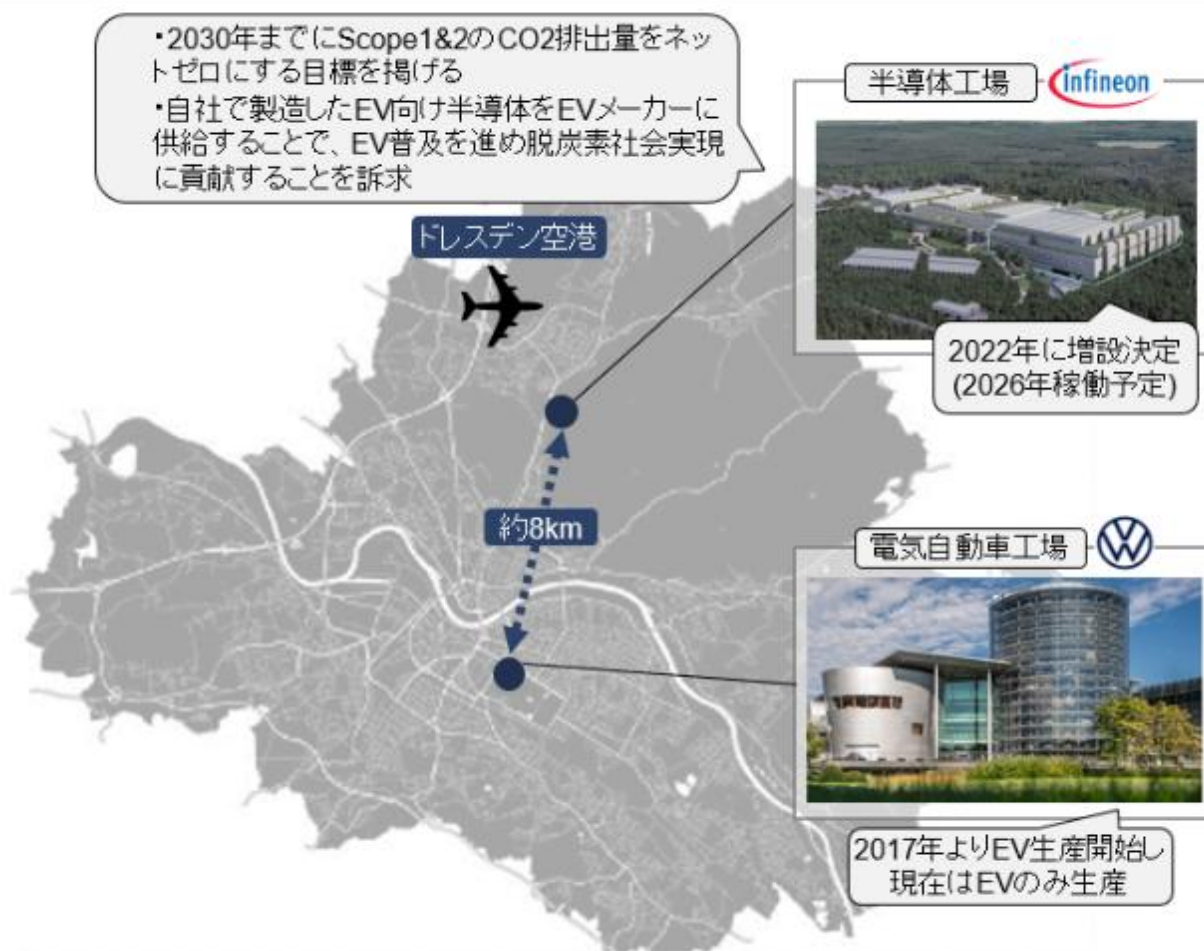 ・2030年までにScope1&2のCO2排出量をネッ
トゼロにする目標を掲げる
・自社で製造したEV向け半導体をEVメーカーに
供給することで、EV普及を進め脱炭素社会実現
に貢献することを訴求
半導体工場
infineon
ドレスデン空港
2022年に増設決定
(2026年稼働予定)
約8km
電気自動車工場
2017年よりEV生産開始し
現在はEVのみ生産